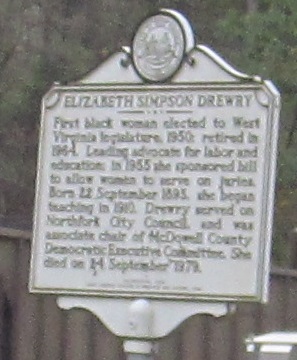 ELIZABETH SIMPSON DREWRY
First black woman elected to West
Virginia legislature, 1950; retired in
1964. Leading advocate for labor and
education; in 1955 she sponsored bill
to allow women to serve on juries.
Born 22 September 1893, she began
teaching in 1910. Drewry served on
Northfork City Council, and was
associate chair of McDowell County
Democratic Executive Committee. She
died on 24 September 1979.